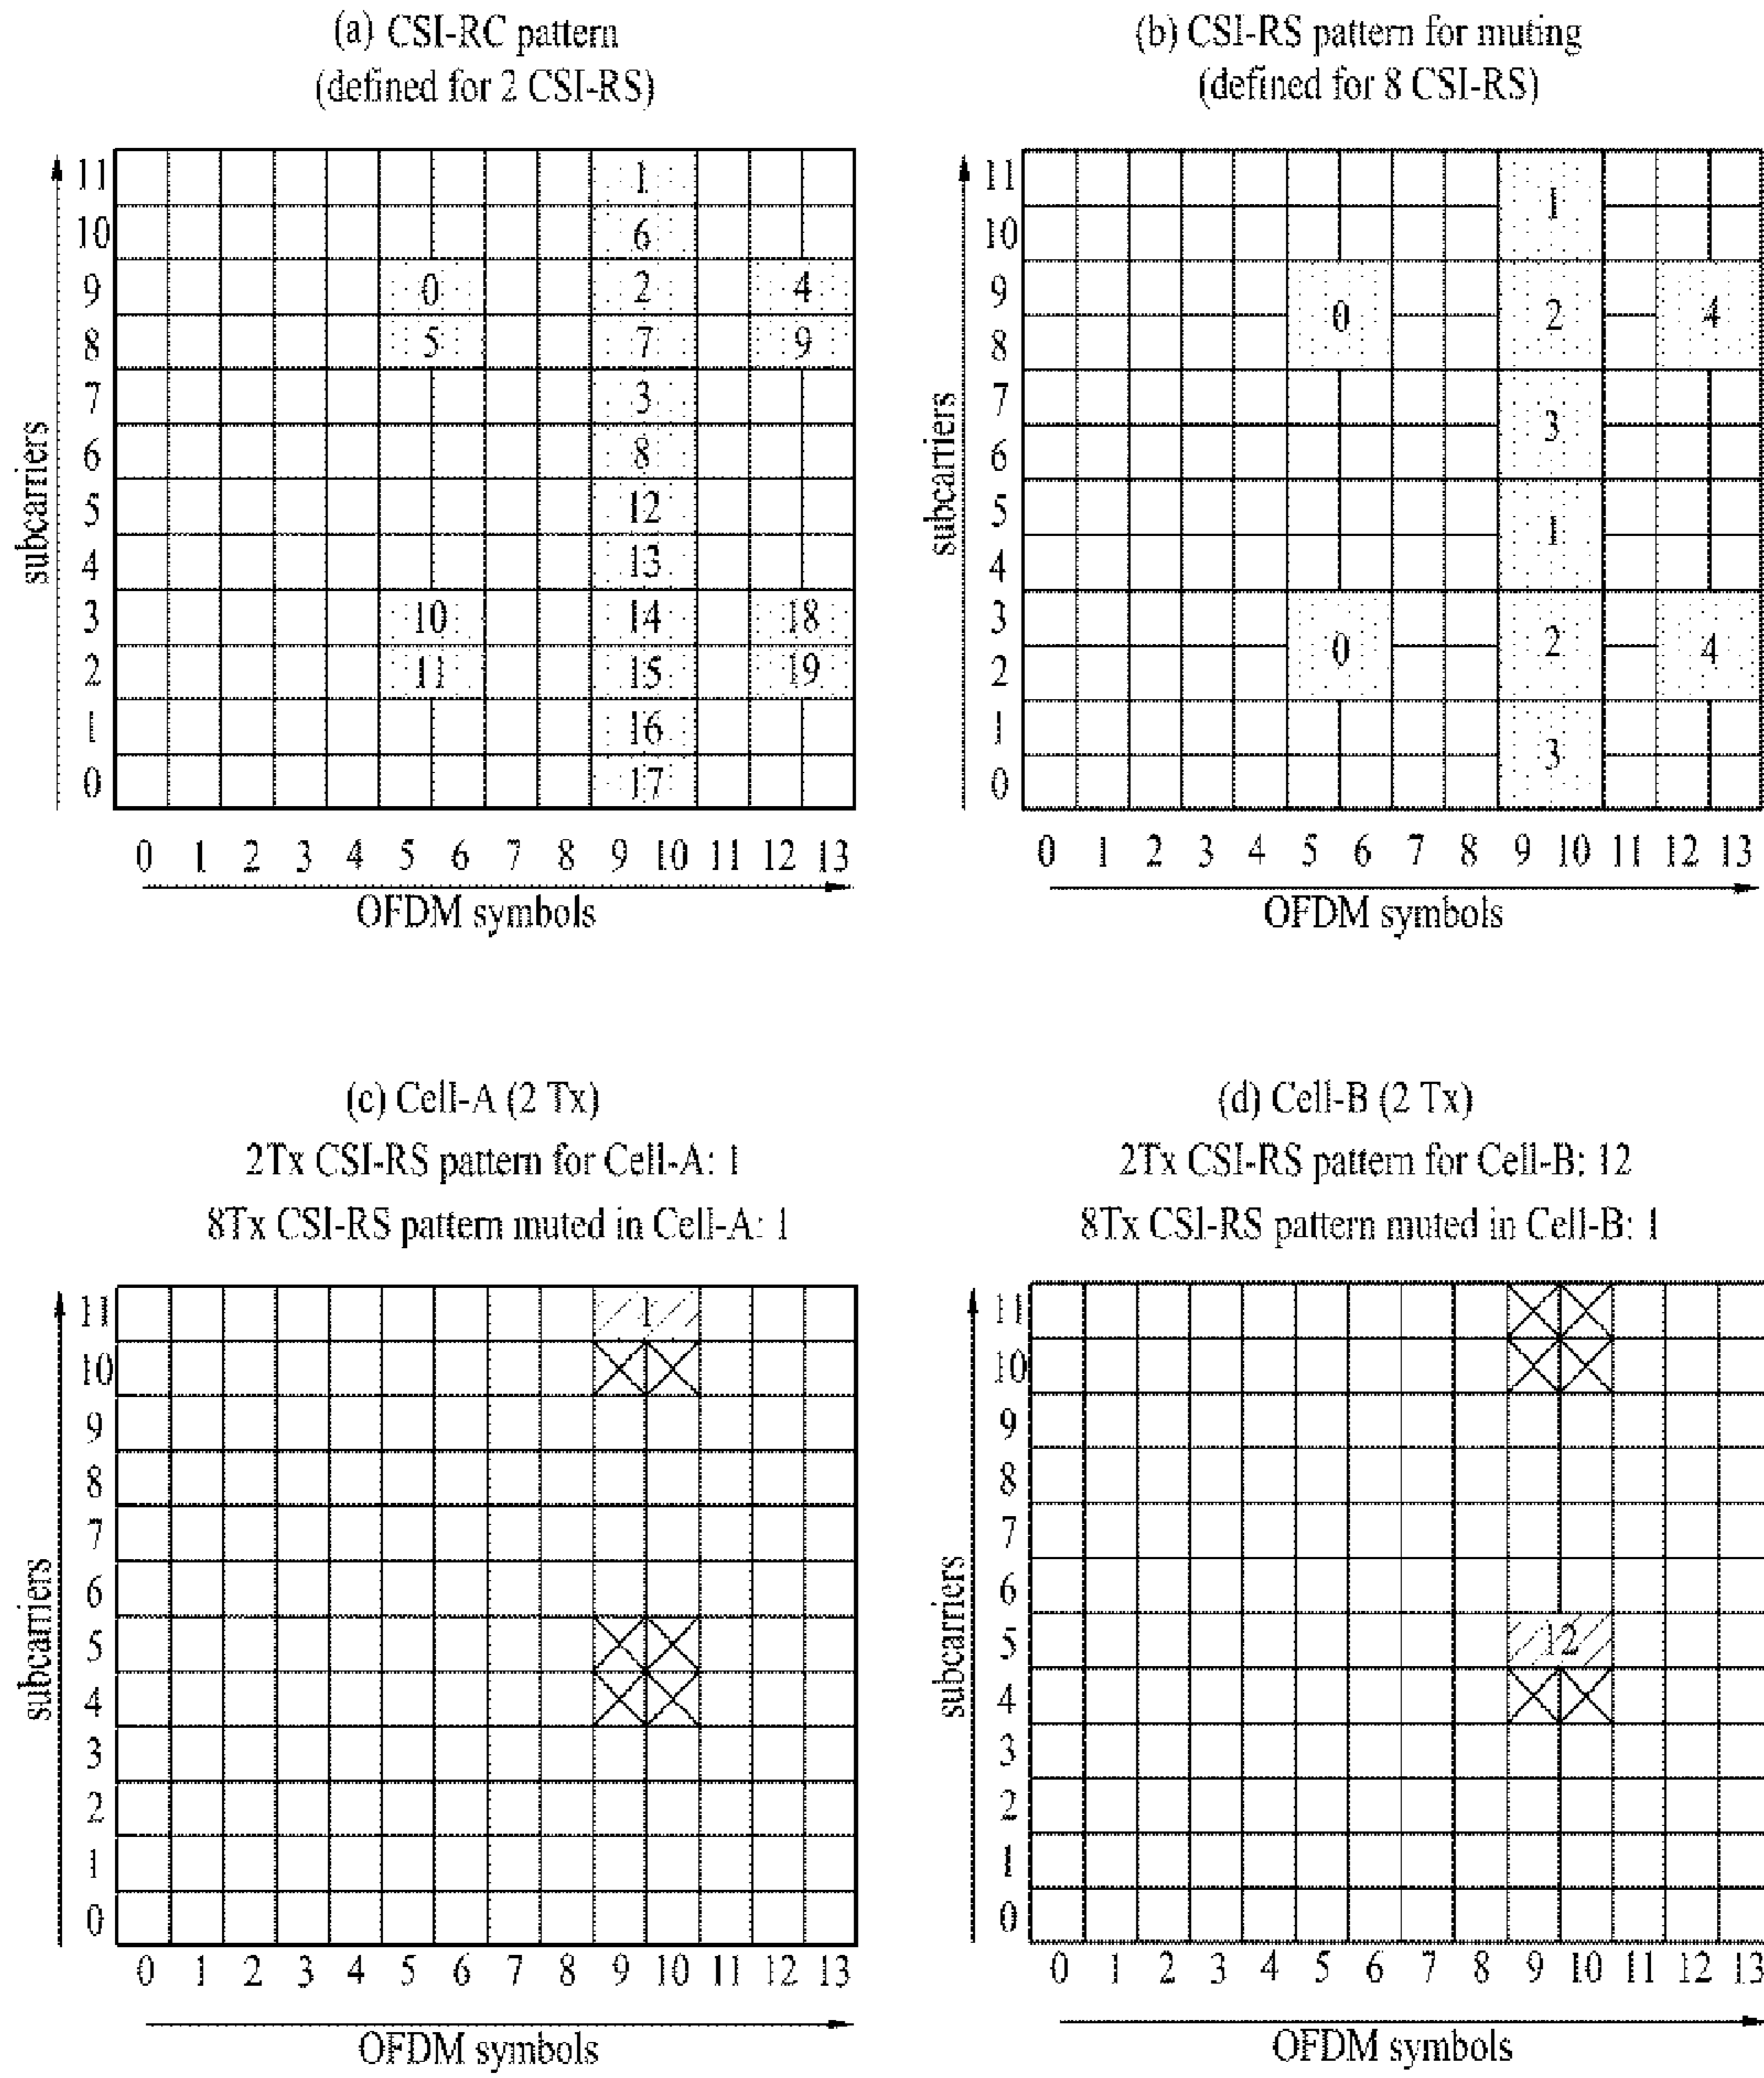 (a) CSI-RC pattern
(defined for 2 CSI-RS)
11 1
10 6
9 0 2 4
8 5 7 9
7 3
6 8
5 12
4 13
3 10 14 18
2 11 15 19
1 16
0 17
subcarriers
0 1 2 3 4 5 6 7 8 9 10 11 12 13
OFDM symbols
(b) CSI-RS pattern for muting
(defined for 8 CSI-RS)
11
1
10
9
0 2 4
8
7
3
6
5
1
4
3
0 2 4
2
1
3
0
subcarriers
0 1 2 3 4 5 6 7 8 9 10 11 12 13
OFDM symbols
(c) Cell-A (2 Tx)
2Tx CSI-RS pattern for Cell-A: 1
8Tx CSI-RS pattern muted in Cell-A: 1
11 1
10
9
8
7
6
5
4
3
2
1
0
subcarriers
0 1 2 3 4 5 6 7 8 9 10 11 12 13
OFDM symbols
(d) Cell-B (2 Tx)
2Tx CSI-RS pattern for Cell-B: 12
8Tx CSI-RS pattern muted in Cell-B: 1
11
10
9
8
7
6
5 12
4
3
2
1
0
subcarriers
0 1 2 3 4 5 6 7 8 9 10 11 12 13
OFDM symbols